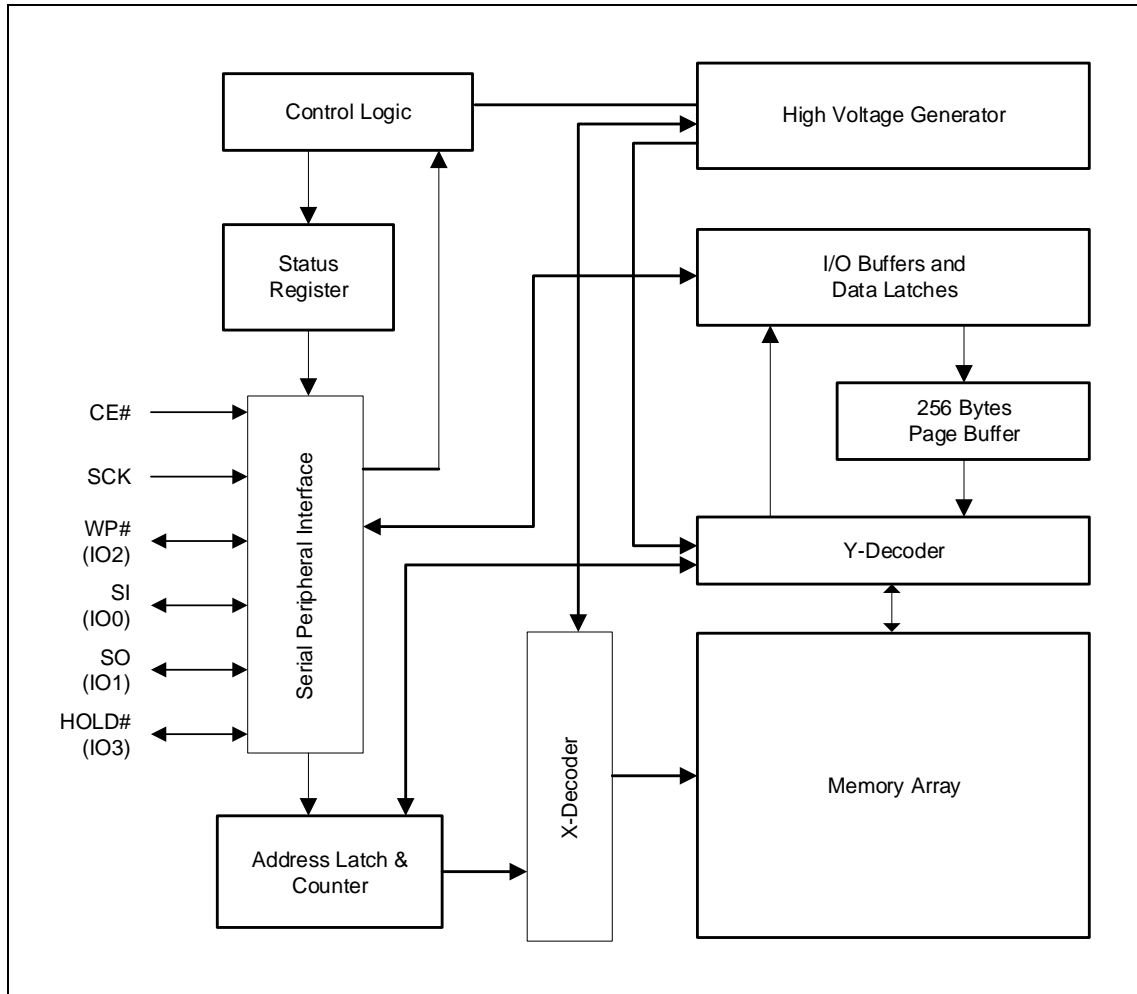 Control Logic
High Voltage Generator
Status
Register
I/O Buffers and
Data Latches
256 Bytes
Page Buffer
CE#
SCK
WP#
(IO2)
SI
(IO0)
SO
(IO1)
HOLD#
(IO3)
Serial Peripheral Interface
Y-Decoder
X-Decoder
Memory Array
Address Latch &
Counter